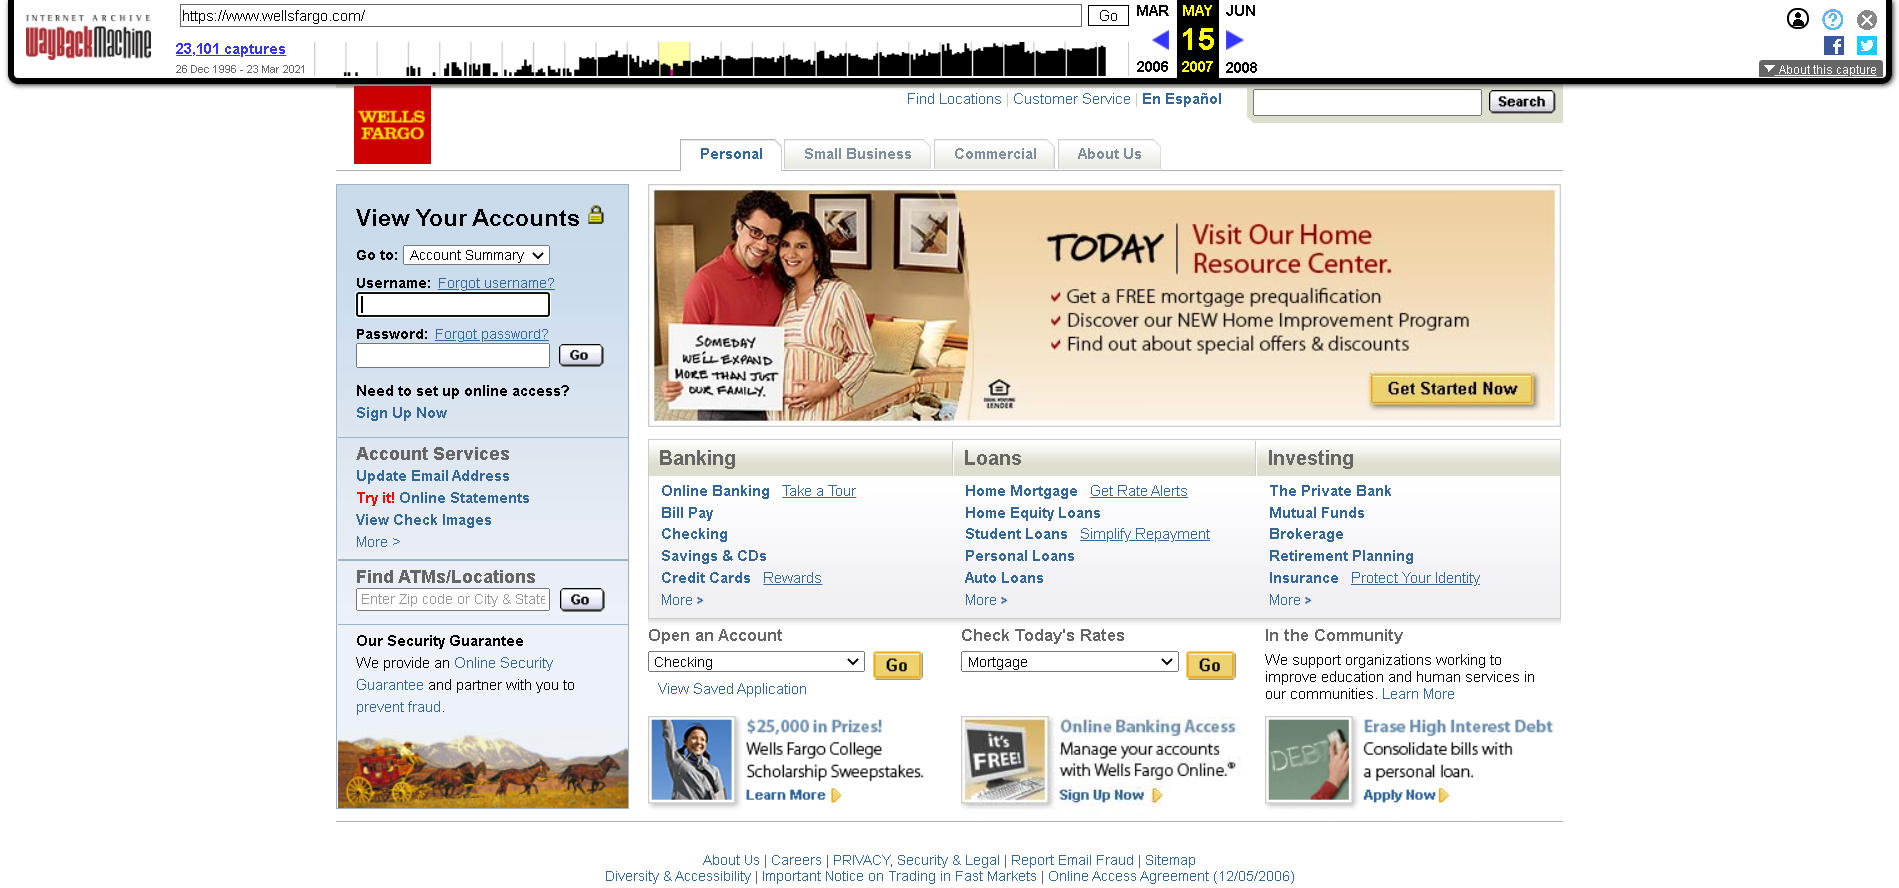 INTERNET ARCHIVE
WayBackMachine
https://www.wellsfargo.com/
Go
MAR
MAY
JUN
23,101 captures
15
26 Dec 1996 - 23 Mar 2021
2006
2007
2008
About this capture
WELLS
FARGO
Find Locations | Customer Service | En Español
Search
Personal
Small Business
Commercial
About Us
View Your Accounts
Go to: Account Summary
Username: Forgot username?
Password: Forgot password?
Go
Need to set up online access?
Sign Up Now
Account Services
Update Email Address
Try it! Online Statements
View Check Images
More >
Find ATMs/Locations
Enter Zip code or City & State
Go
Our Security Guarantee
We provide an Online Security
Guarantee and partner with you to
prevent fraud.
SOMEDAY
WE'LL EXPAND
MORE THAN JUST
OUR FAMILY.
TODAY
Visit Our Home
Resource Center.
Get a FREE mortgage prequalification
Discover our NEW Home Improvement Program
Find out about special offers & discounts
EQUAL HOUSING
LENDER
Get Started Now
Banking
Online Banking Take a Tour
Bill Pay
Checking
Savings & CDs
Credit Cards Rewards
More >
Loans
Home Mortgage Get Rate Alerts
Home Equity Loans
Student Loans Simplify Repayment
Personal Loans
Auto Loans
More >
Investing
The Private Bank
Mutual Funds
Brokerage
Retirement Planning
Insurance Protect Your Identity
More >
Open an Account
Checking
Go
View Saved Application
Check Today's Rates
Mortgage
Go
In the Community
We support organizations working to
improve education and human services in
our communities. Learn More
$25,000 in Prizes!
Wells Fargo College
Scholarship Sweepstakes.
Learn More
it's
FREE!
Online Banking Access
Manage your accounts
with Wells Fargo Online.®
Sign Up Now
DEBT
Erase High Interest Debt
Consolidate bills with
a personal loan.
Apply Now
About Us | Careers | PRIVACY, Security & Legal | Report Email Fraud | Sitemap
Diversity & Accessibility | Important Notice on Trading in Fast Markets | Online Access Agreement (12/05/2006)